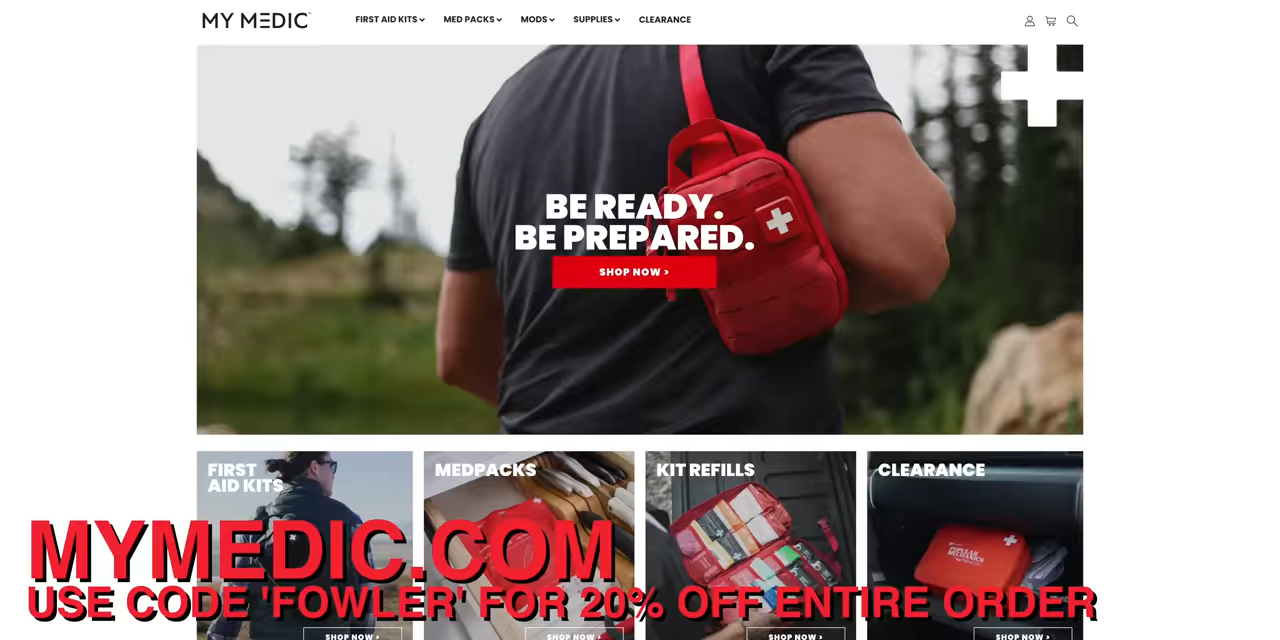 MY MEDIC
FIRST AID KITS MED PACKS MODS SUPPLIES CLEARANCE
BE READY.
BE PREPARED.
SHOP NOW >
FIRST
AID KITS
MEDPACKS
KIT REFILLS
CLEARANCE
POPULAR
MECHANICS
MYMEDIC.COM
USE CODE 'FOWLER' FOR 20% OFF ENTIRE ORDER
SHOP NOW >
SHOP NOW >
SHOP NOW >
SHOP NOW >